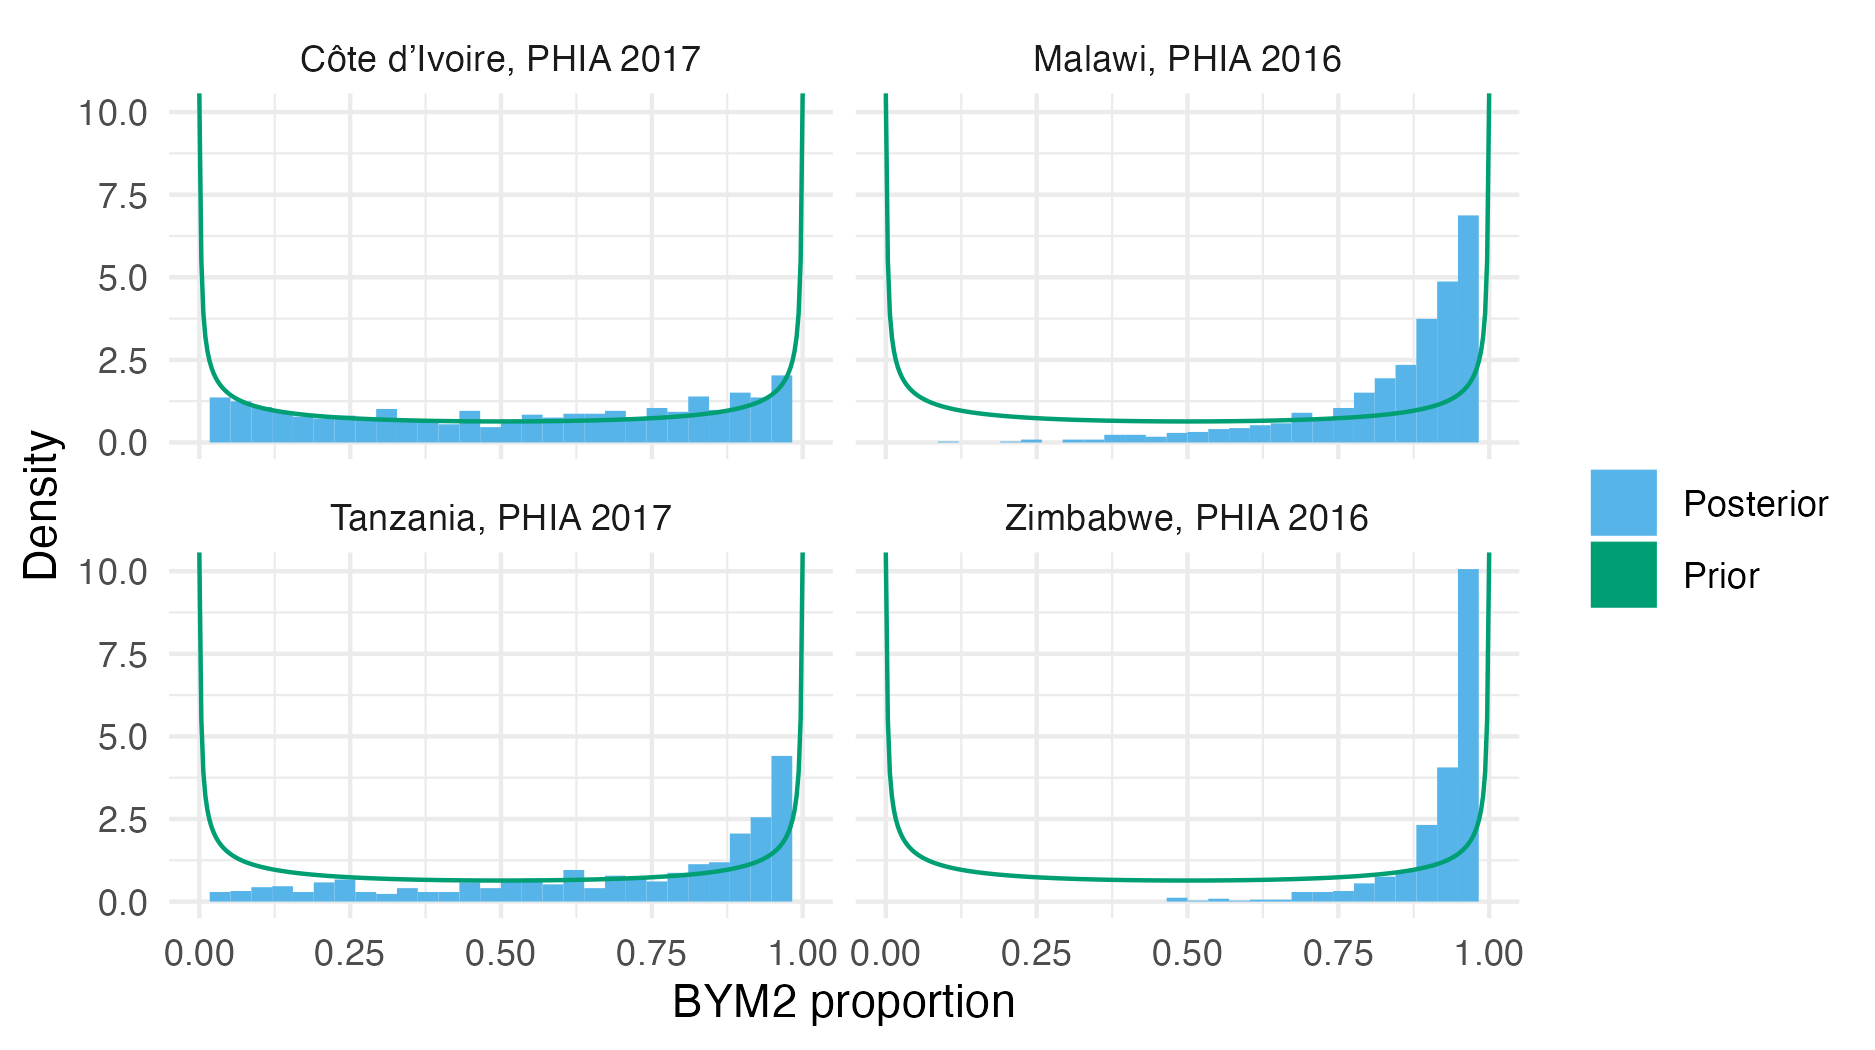 Côte d’Ivoire, PHIA 2017
Malawi, PHIA 2016
10.0
7.5
5.0
2.5
0.0
Tanzania, PHIA 2017
Zimbabwe, PHIA 2016
10.0
7.5
5.0
2.5
0.0
0.00 0.25 0.50 0.75 1.00
0.00 0.25 0.50 0.75 1.00
BYM2 proportion
Density
Posterior
Prior